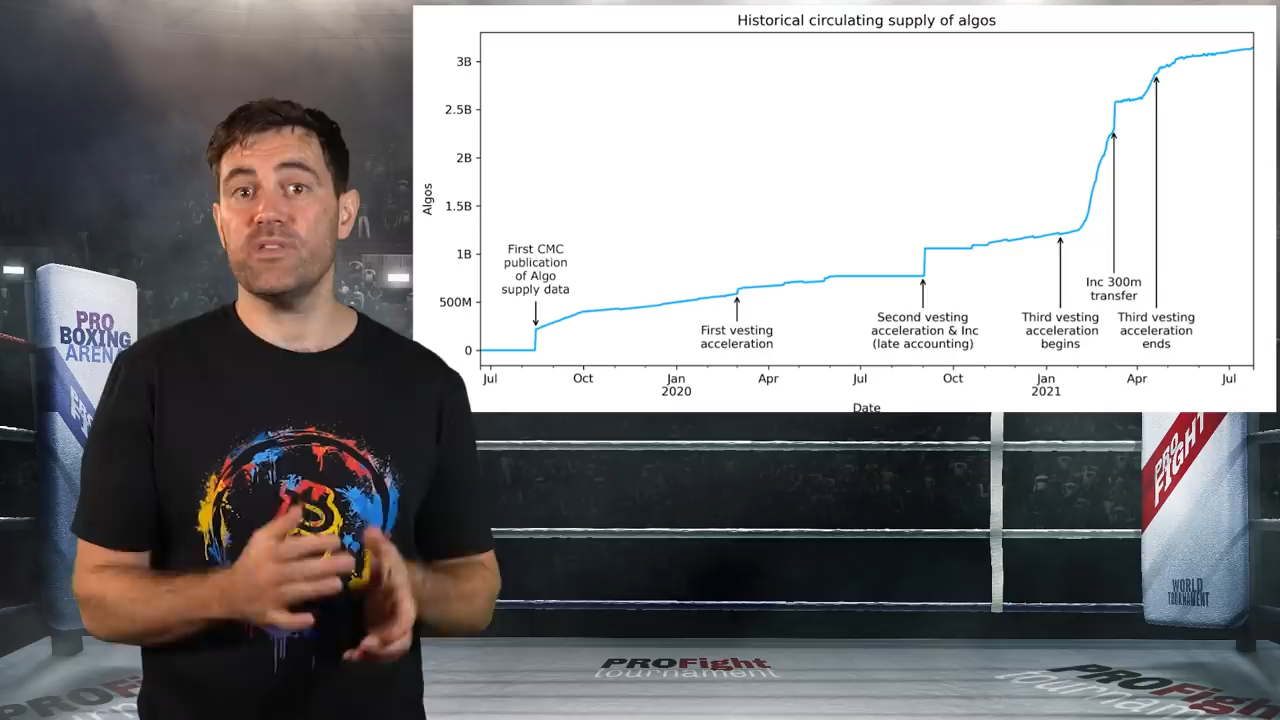 Historical circulating supply of algos
3B
2.5B
2B
1.5B
1B
500M
0
Algos
First CMC
publication
of Algo
supply data
First vesting
acceleration
Second vesting
acceleration & Inc
(late accounting)
Third vesting
acceleration
begins
Inc 300m
transfer
Third vesting
acceleration
ends
Jul
Oct
Jan
2020
Apr
Jul
Oct
Jan
2021
Apr
Jul
Date
PRO
BOXING
ARENA
PRO
FIGHT
WORLD
TOURNAMENT
PROFight
tournament
PROFight
PROFight